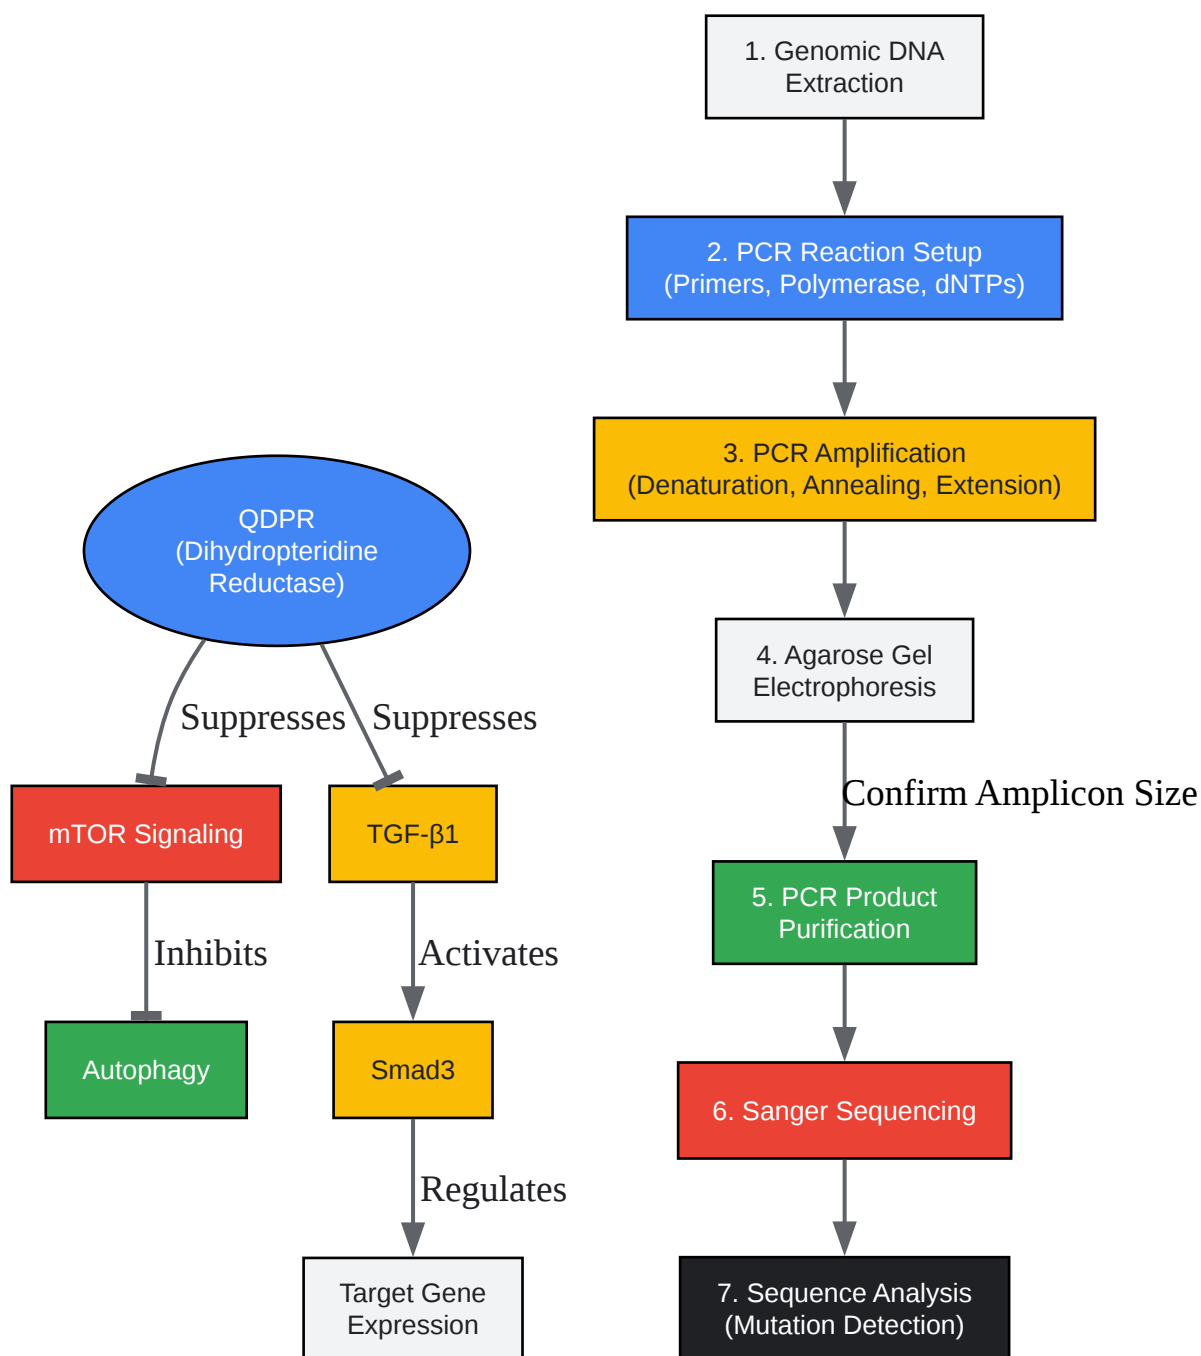 1. Genomic DNA
Extraction
2. PCR Reaction Setup
(Primers, Polymerase, dNTPs)
3. PCR Amplification
(Denaturation, Annealing, Extension)
4. Agarose Gel
Electrophoresis
Confirm Amplicon Size
5. PCR Product
Purification
6. Sanger Sequencing
7. Sequence Analysis
(Mutation Detection)
QDPR
(Dihydropteridine
Reductase)
Suppresses
Suppresses
mTOR Signaling
TGF-β1
Inhibits
Activates
Autophagy
Smad3
Regulates
Target Gene
Expression